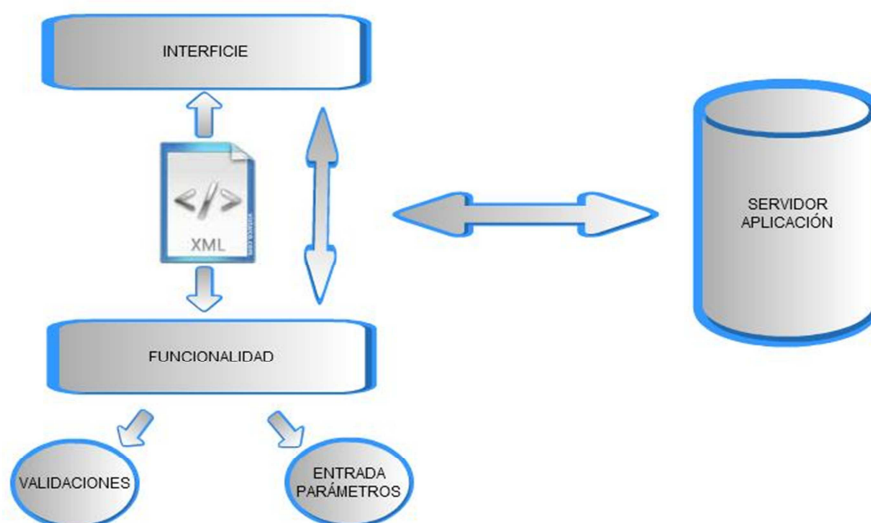 INTERFICIE
</>
XML
SERVIDOR
APLICACIÓN
FUNCIONALIDAD
VALIDACIONES
ENTRADA
PARÁMETROS